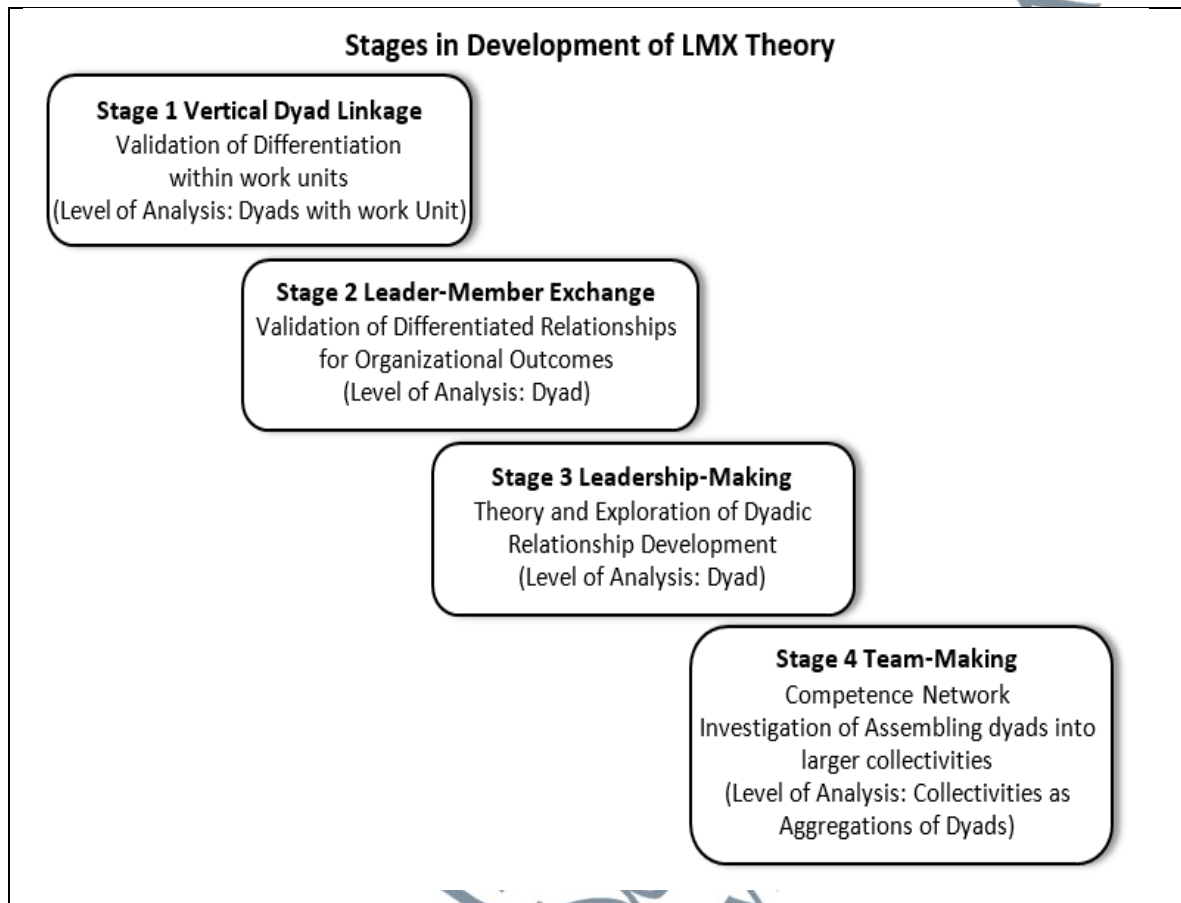 Stages in Development of LMX Theory
Stage 1 Vertical Dyad Linkage
Validation of Differentiation
within work units
(Level of Analysis: Dyads with work Unit)
Stage 2 Leader-Member Exchange
Validation of Differentiated Relationships
for Organizational Outcomes
(Level of Analysis: Dyad)
Stage 3 Leadership-Making
Theory and Exploration of Dyadic
Relationship Development
(Level of Analysis: Dyad)
Stage 4 Team-Making
Competence Network
Investigation of Assembling dyads into
larger collectivities
(Level of Analysis: Collectivities as
Aggregations of Dyads)